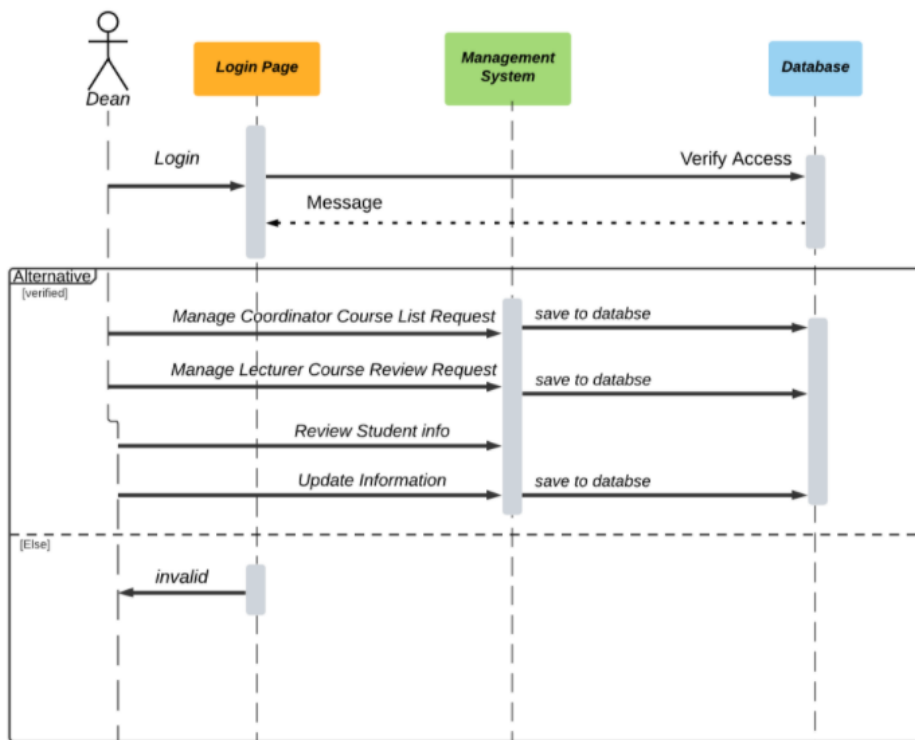 Dean
Login Page
Management
System
Database
Login
Verify Access
Message
Alternative
[verified]
Manage Coordinator Course List Request
save to databse
Manage Lecturer Course Review Request
save to databse
Review Student info
Update Information
save to databse
[Else]
invalid